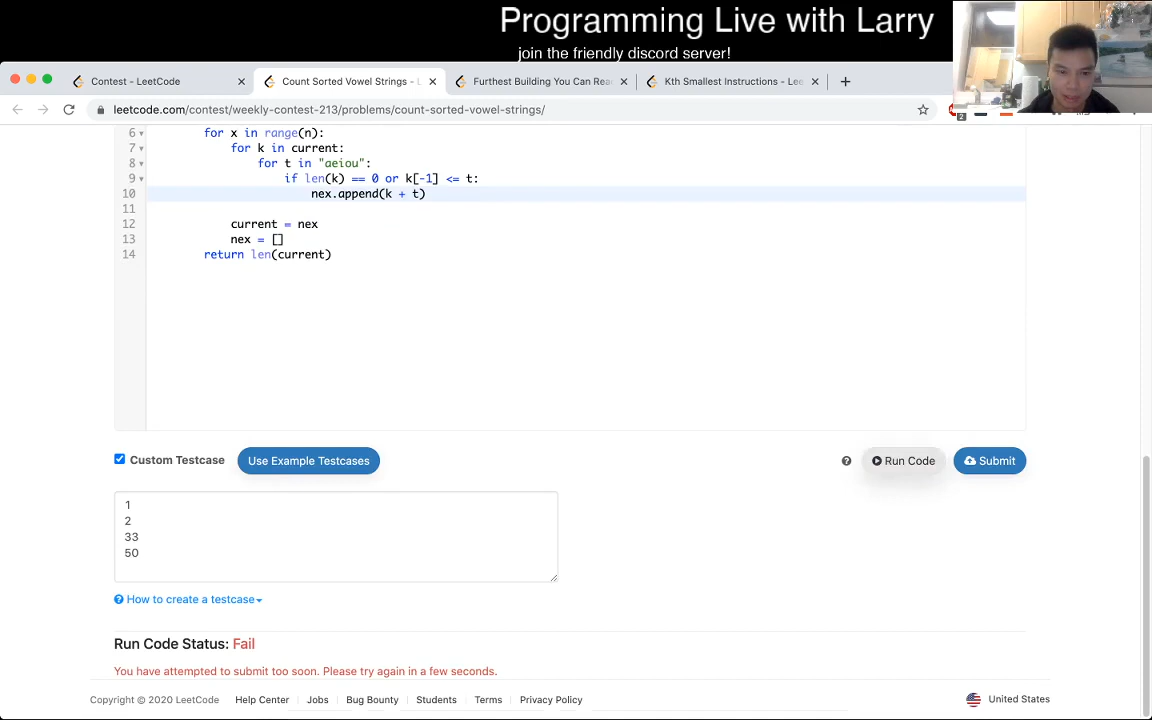 Programming Live with Larry
join the friendly discord server!
Contest - LeetCode
Count Sorted Vowel Strings - L
Furthest Building You Can Rea
Kth Smallest Instructions - Lee
leetcode.com/contest/weekly-contest-213/problems/count-sorted-vowel-strings/
2
6 for x in range(n):
7 for k in current:
8 for t in "aeiou":
9 if len(k) == 0 or k[-1] <= t:
10 nex.append(k + t)
11
12 current = nex
13 nex = []
14 return len(current)
Custom Testcase
Use Example Testcases
Run Code
Submit
1
2
33
50
How to create a testcase
Run Code Status: Fail
You have attempted to submit too soon. Please try again in a few seconds.
Copyright © 2020 LeetCode Help Center Jobs Bug Bounty Students Terms Privacy Policy United States